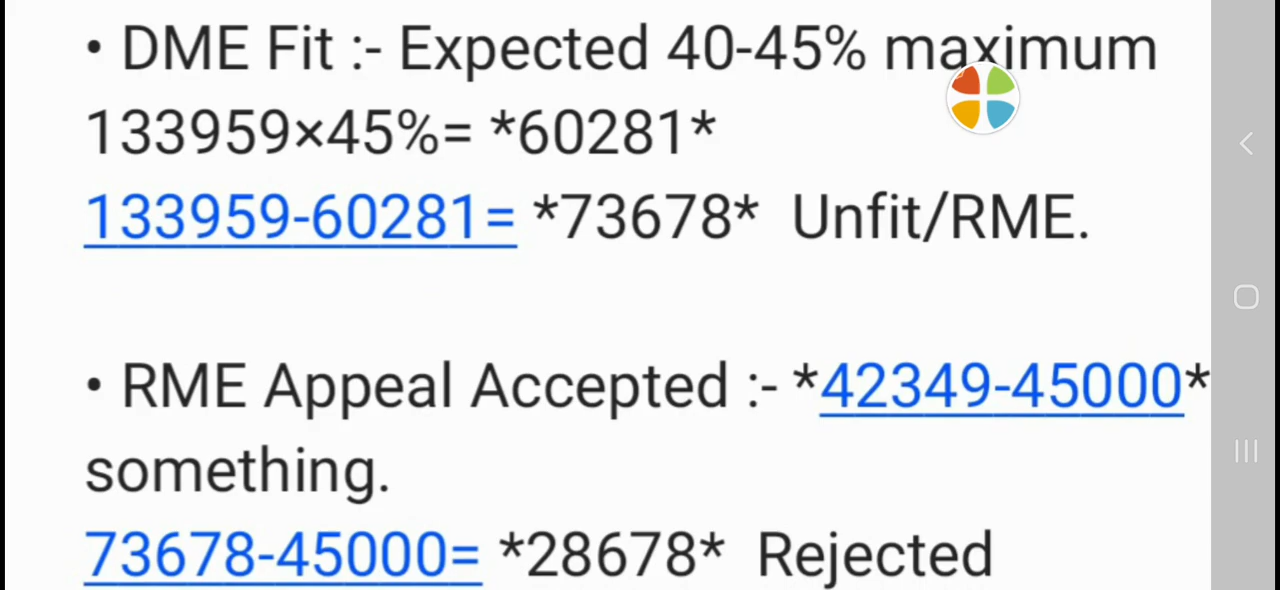 • DME Fit :- Expected 40-45% maximum
133959×45%= *60281*
133959-60281= *73678*  Unfit/RME.
• RME Appeal Accepted :- *42349-45000*
something.
73678-45000= *28678*  Rejected